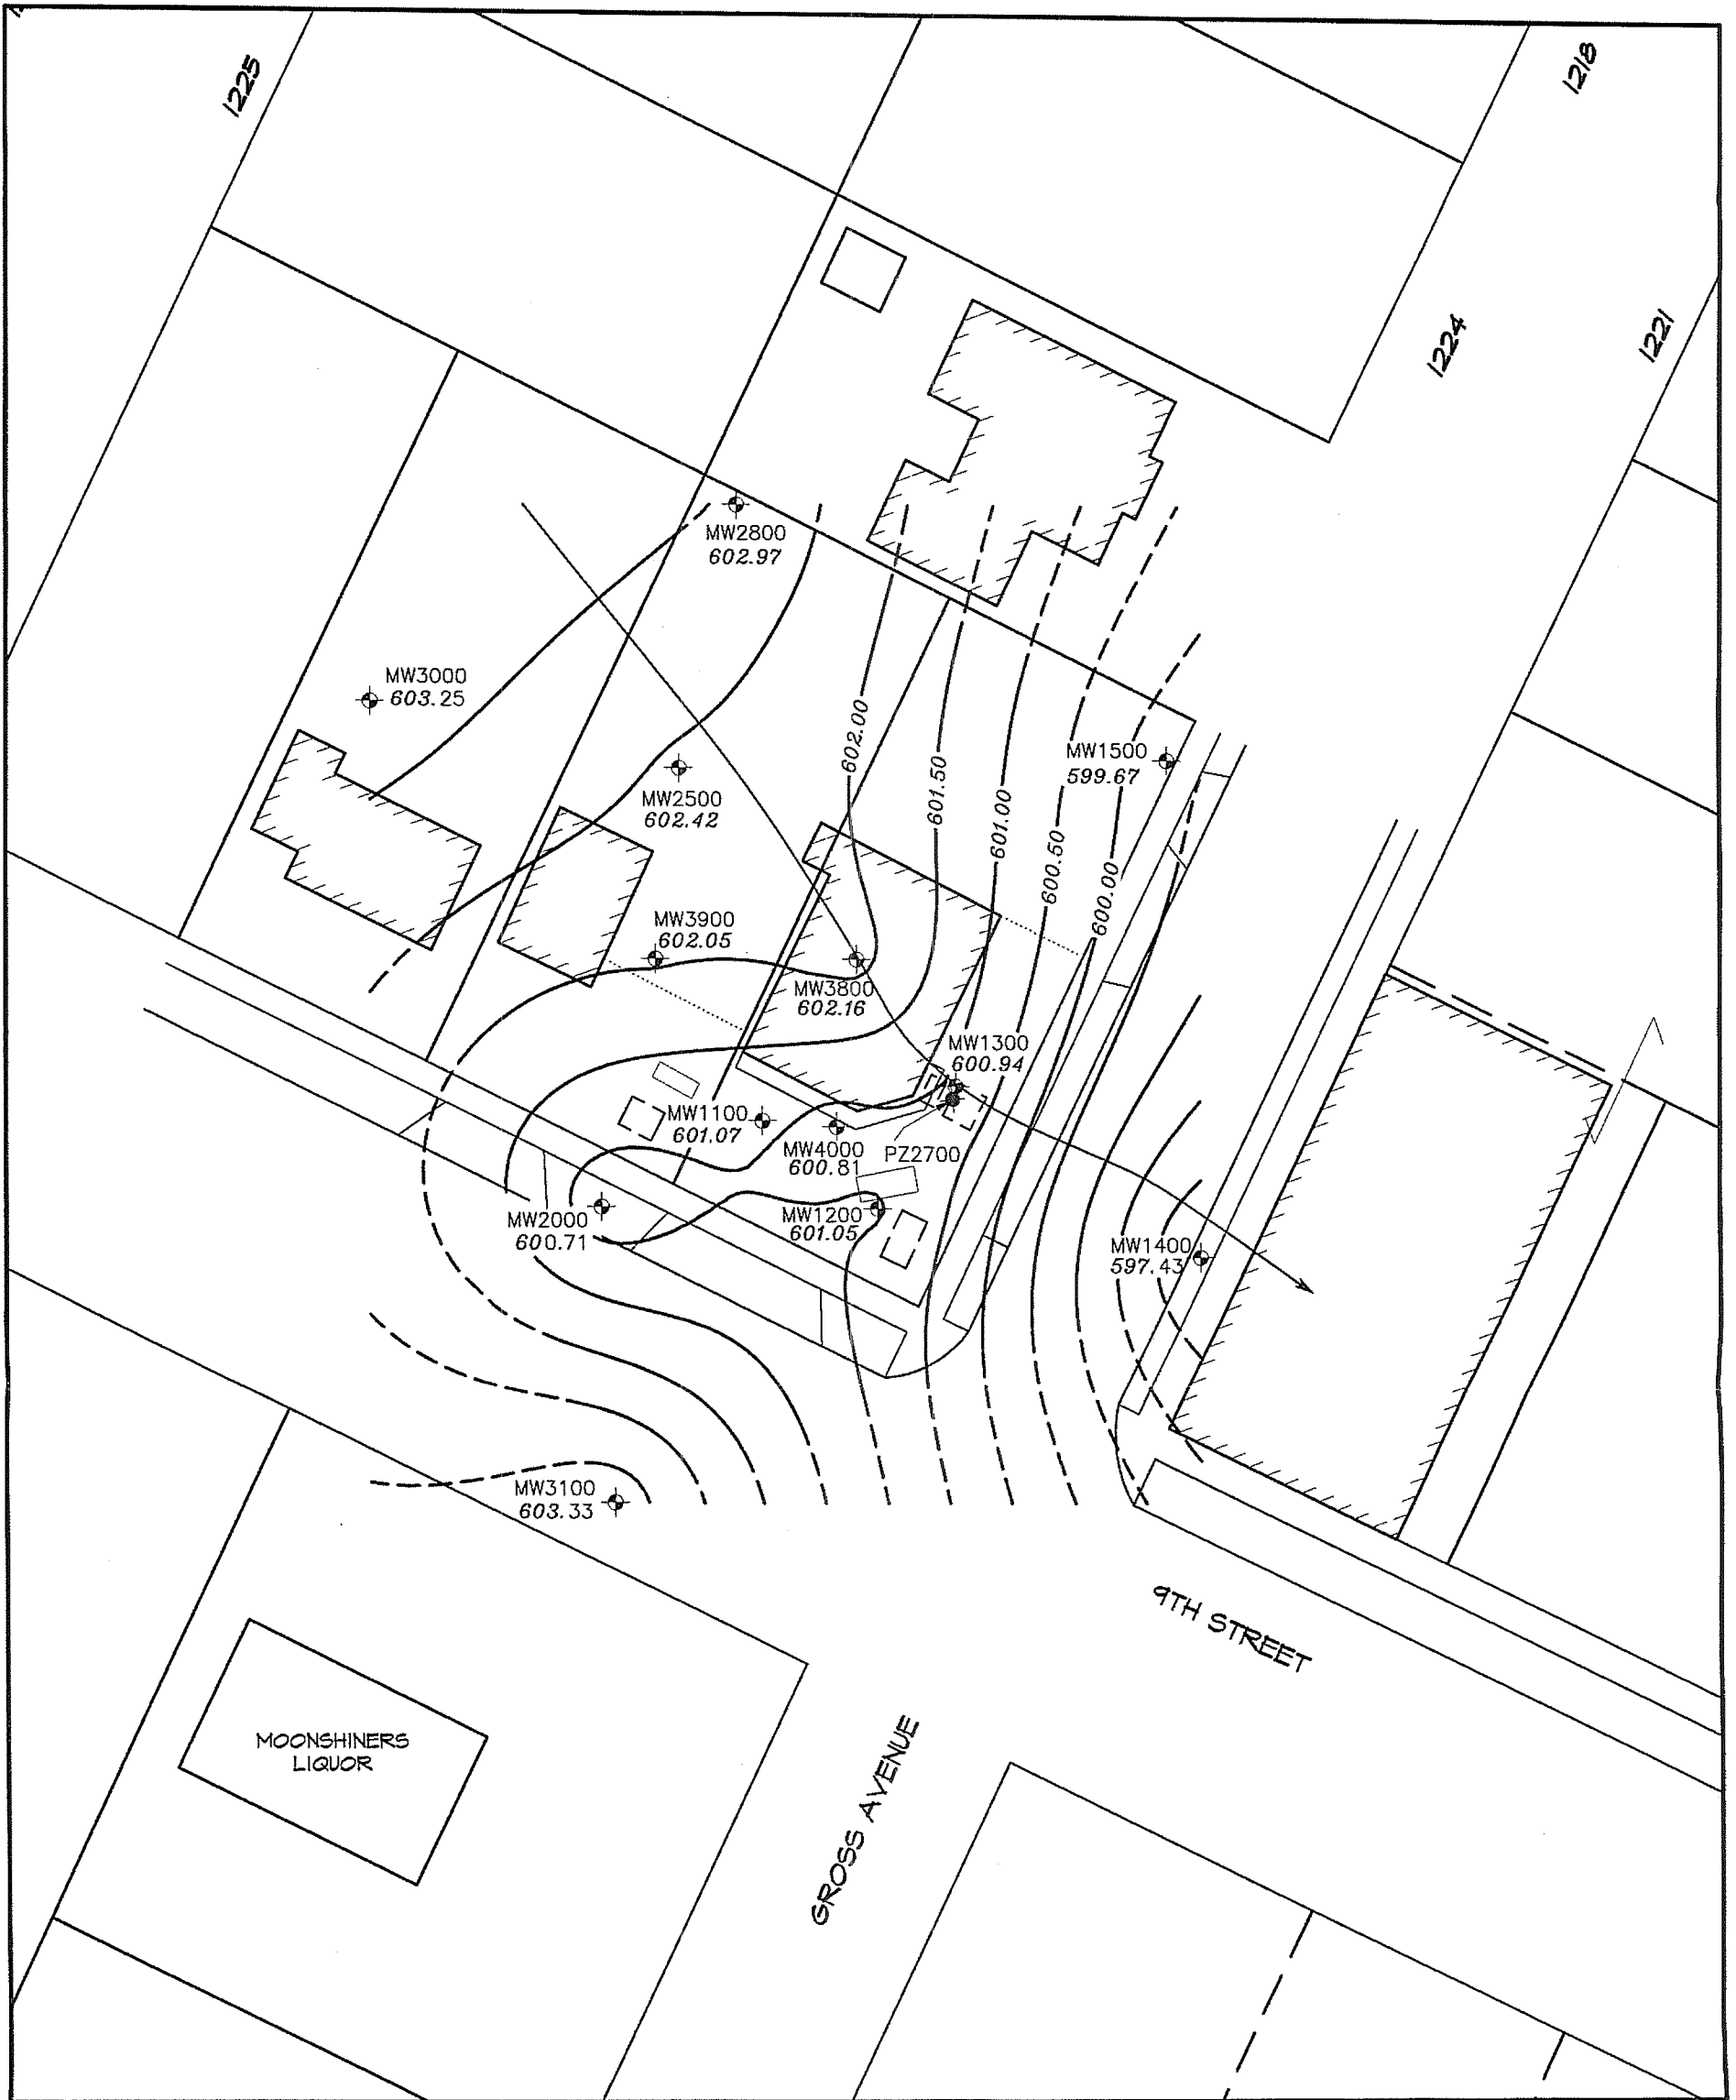 1225
1218
1224
1221
MW2800
602.97
MW3000
603.25
602.00
601.50
601.00
600.50
600.00
MW1500
599.67
MW2500
602.42
MW3900
602.05
MW3800
602.16
MW1300
600.94
MW1100
601.07
MW4000
600.81
PZ2700
MW2000
600.71
MW1200
601.05
MW1400
597.43
MW3100
603.33
9TH STREET
GROSS AVENUE
MOONSHINERS
LIQUOR